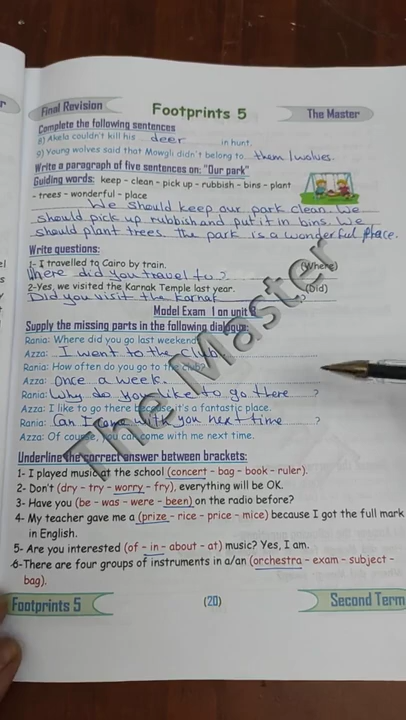 Final Revision
Footprints 5
The Master
Complete the following sentences
8) Akela couldn't kill his deer in hunt.
9) Young wolves said that Mowgli didn't belong to them/wolves.
Write a paragraph of five sentences on: "Our park"
Guiding words: keep - clean - pick up - rubbish - bins - plant
- trees - wonderful - place
We should keep our park clean. We
should pick up rubbish and put it in bins. We
should plant trees. The park is a wonderful place.
Write questions:
1- I travelled to Cairo by train. (Where)
Where did you travel to?
2-Yes, we visited the Karnak Temple last year. (Did)
Did you visit the Karnak ?
Model Exam 1 on unit
Supply the missing parts in the following dialogue:
Rania: Where did you go last weekend
Azza: I went to the club.
Rania: How often do you go to the club?
Azza: Once a week.
Rania: Why do you like to go there ?
Azza: I like to go there because it's a fantastic place.
Rania: Can I come with you next time ?
Azza: Of course, you can come with me next time.
Underline the correct answer between brackets:
1- I played music at the school (concert - bag - book - ruler).
2- Don't (dry - try - worry - fry), everything will be OK.
3- Have you (be - was - were - been) on the radio before?
4- My teacher gave me a (prize - rice - price - mice) because I got the full mark
in English.
5- Are you interested (of - in - about - at) music? Yes, I am.
6-There are four groups of instruments in a/an (orchestra - exam - subject -
bag).
Footprints 5
(20)
Second Term
The Master